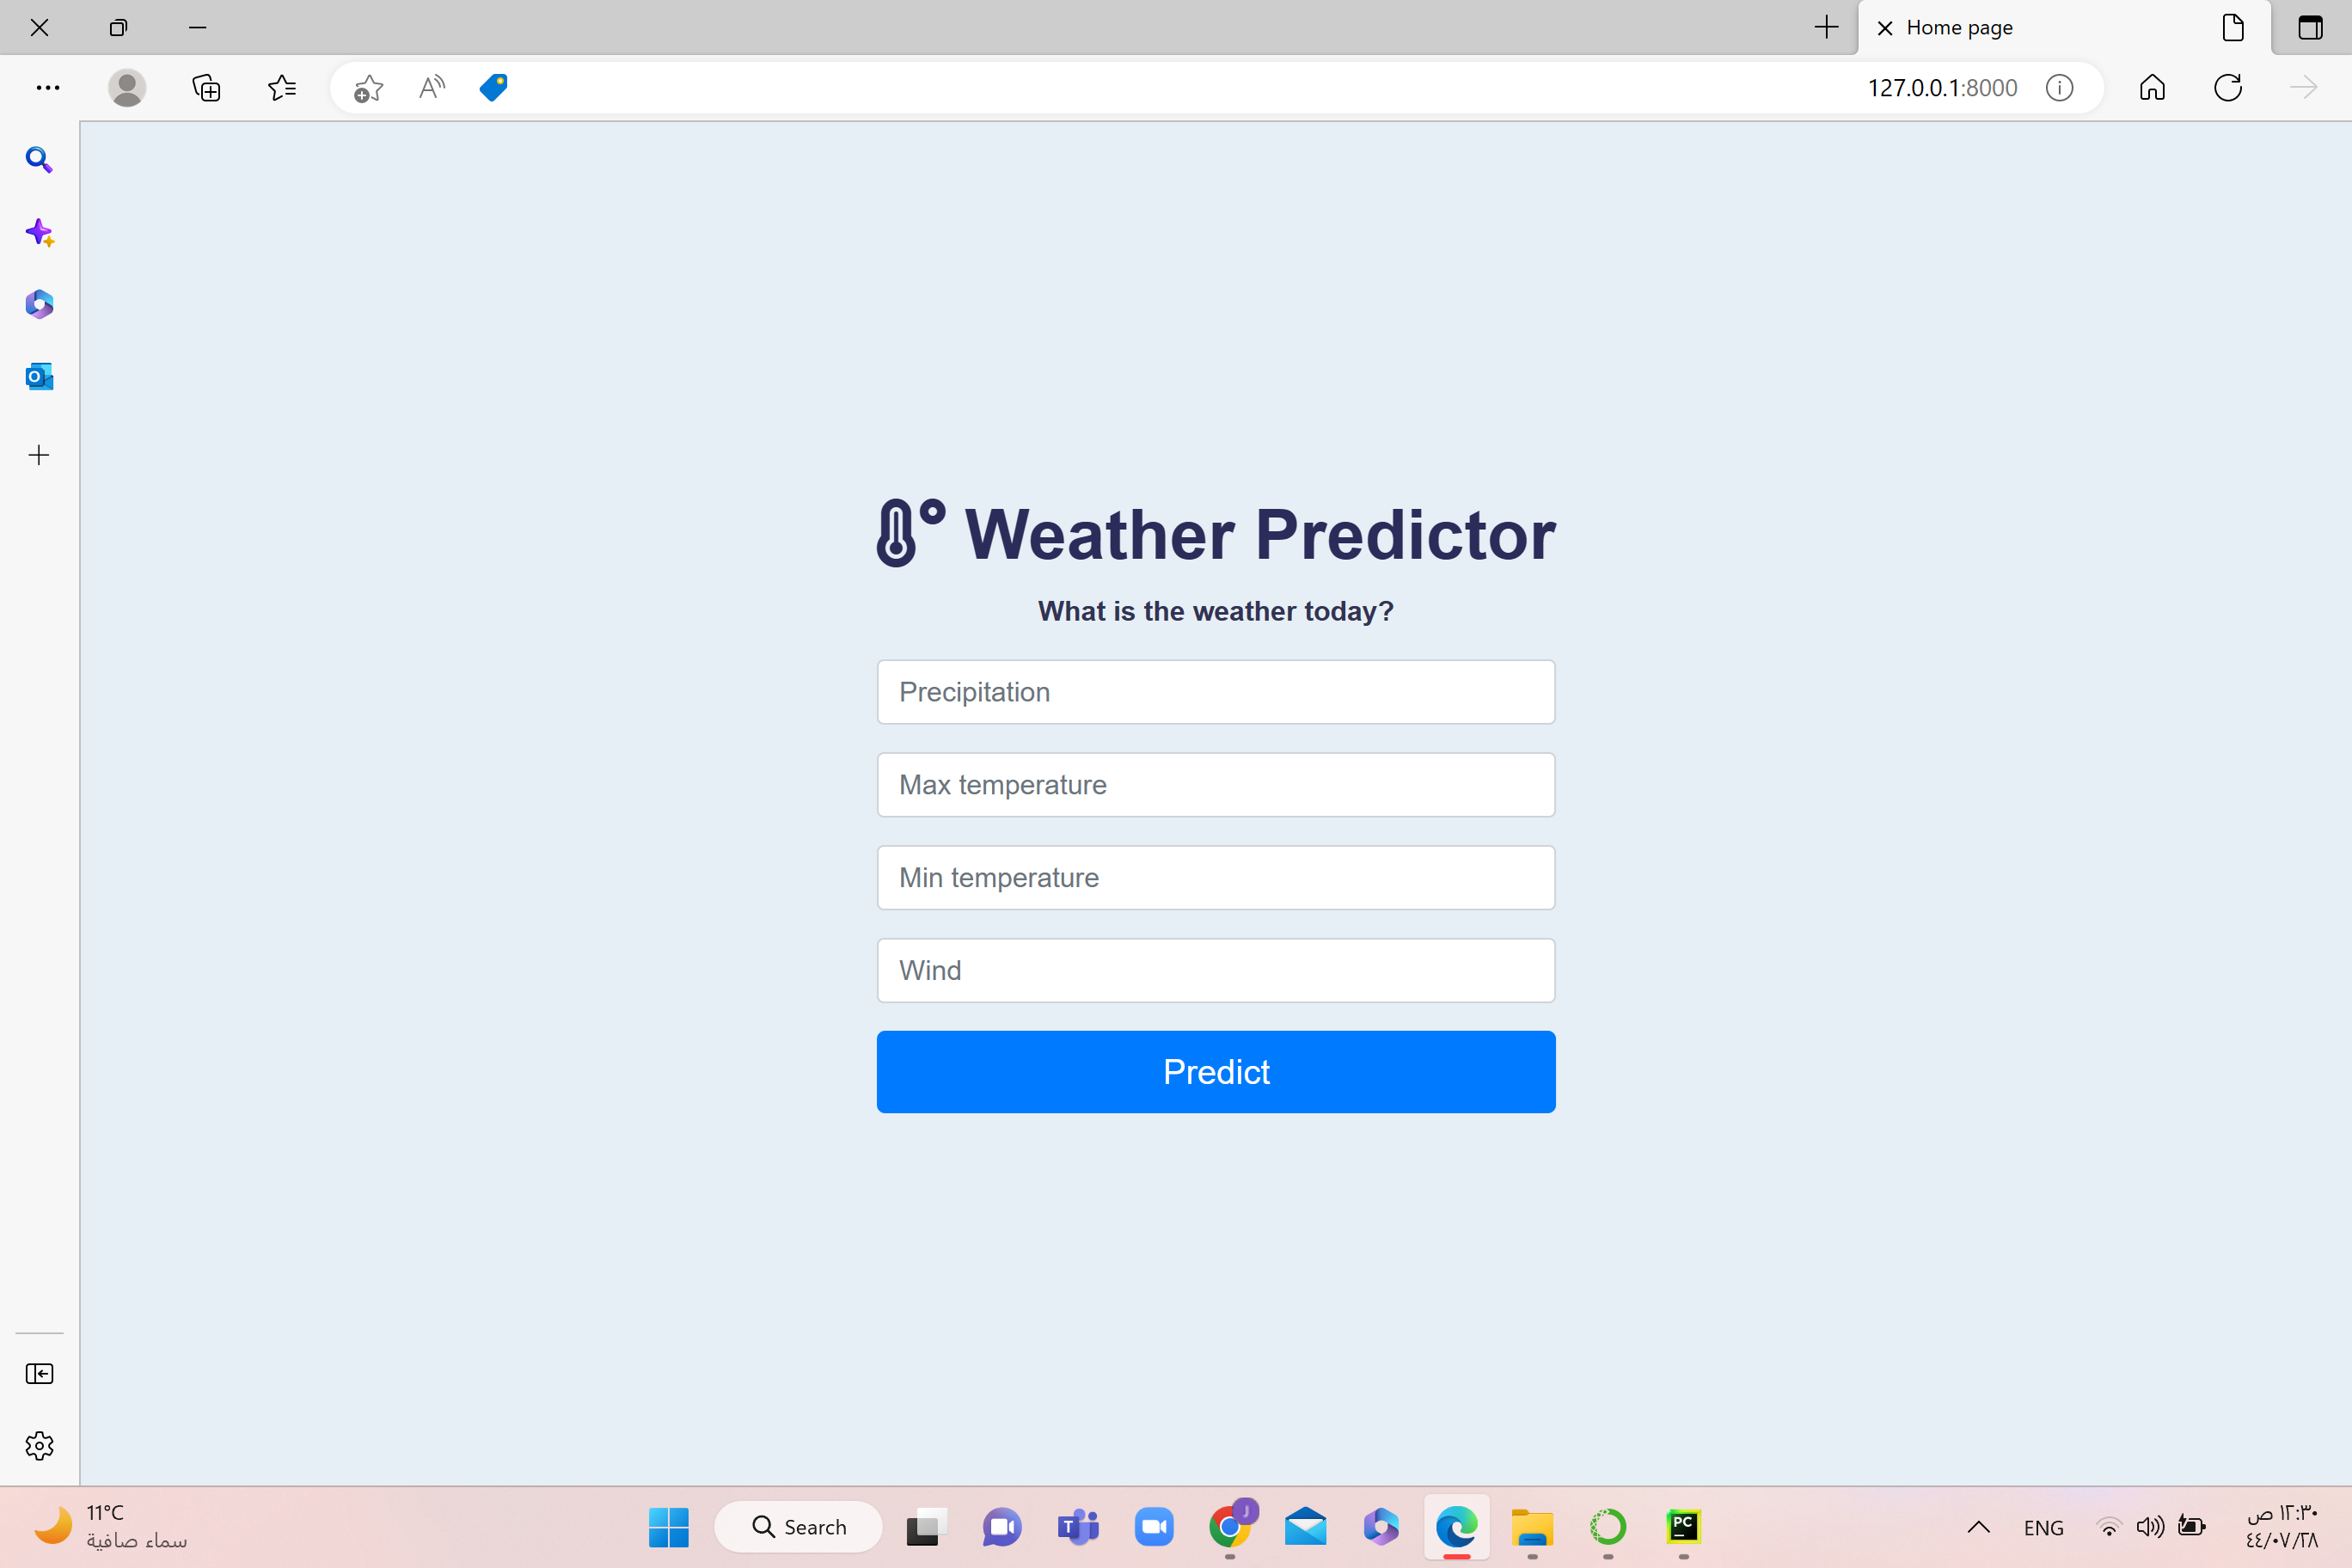 Home page
127.0.0.1:8000
Weather Predictor
What is the weather today?
Precipitation
Max temperature
Min temperature
Wind
Predict
11°C
سماء صافية
Search
ENG
١٢:٣٠ ص
٤٤/٠٧/٢٨